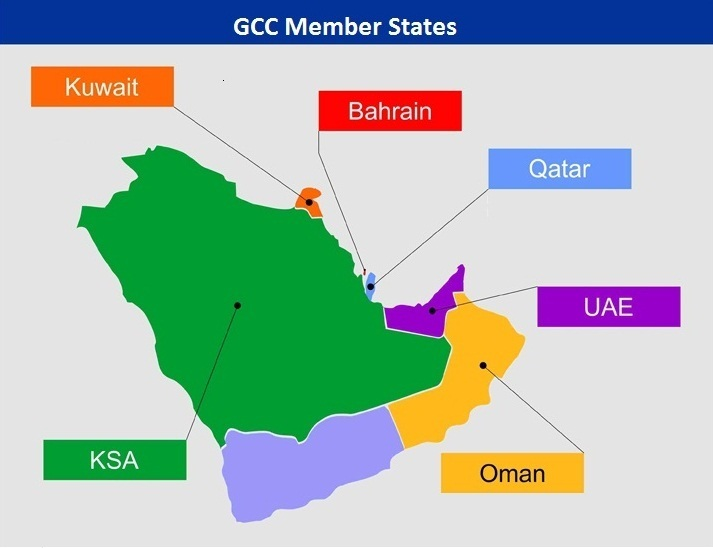 GCC Member States
Kuwait
Bahrain
Qatar
UAE
KSA
Oman